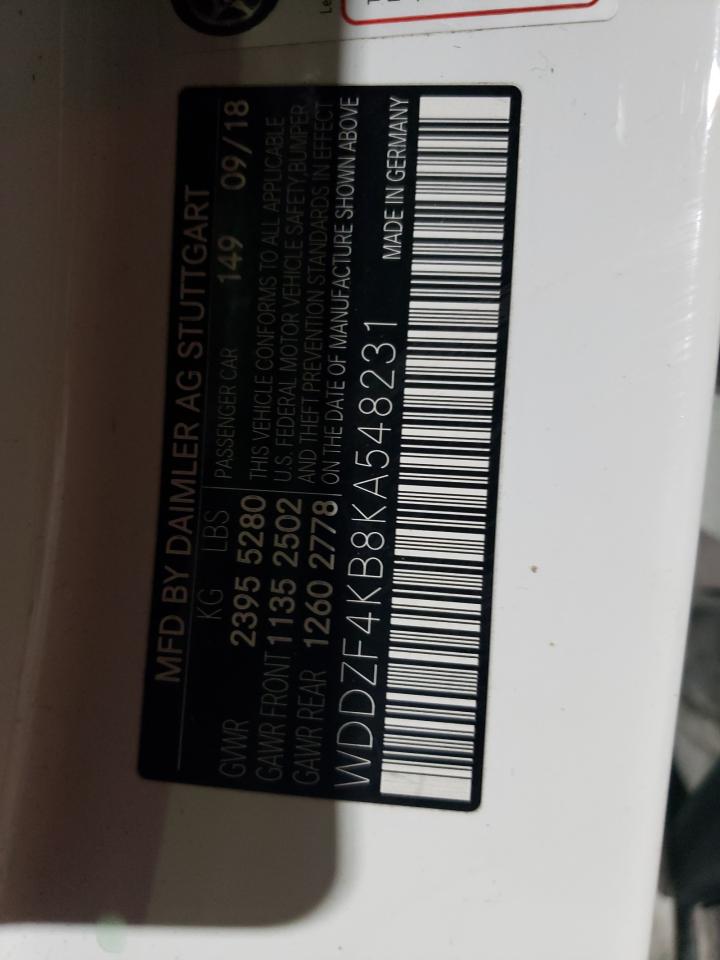 MFD BY DAIMLER AG STUTTGART
KG LBS PASSENGER CAR 149 09/18
GWWR 2395 5280 THIS VEHICLE CONFORMS TO ALL APPLICABLE
GAWR FRONT 1135 2502 U.S. FEDERAL MOTOR VEHICLE SAFETY/BUMPER
GAWR REAR 1260 2778 AND THEFT PREVENTION STANDARDS IN EFFECT
ON THE DATE OF MANUFACTURE SHOWN ABOVE
WDDZF4KB8KA548231 MADE IN GERMANY